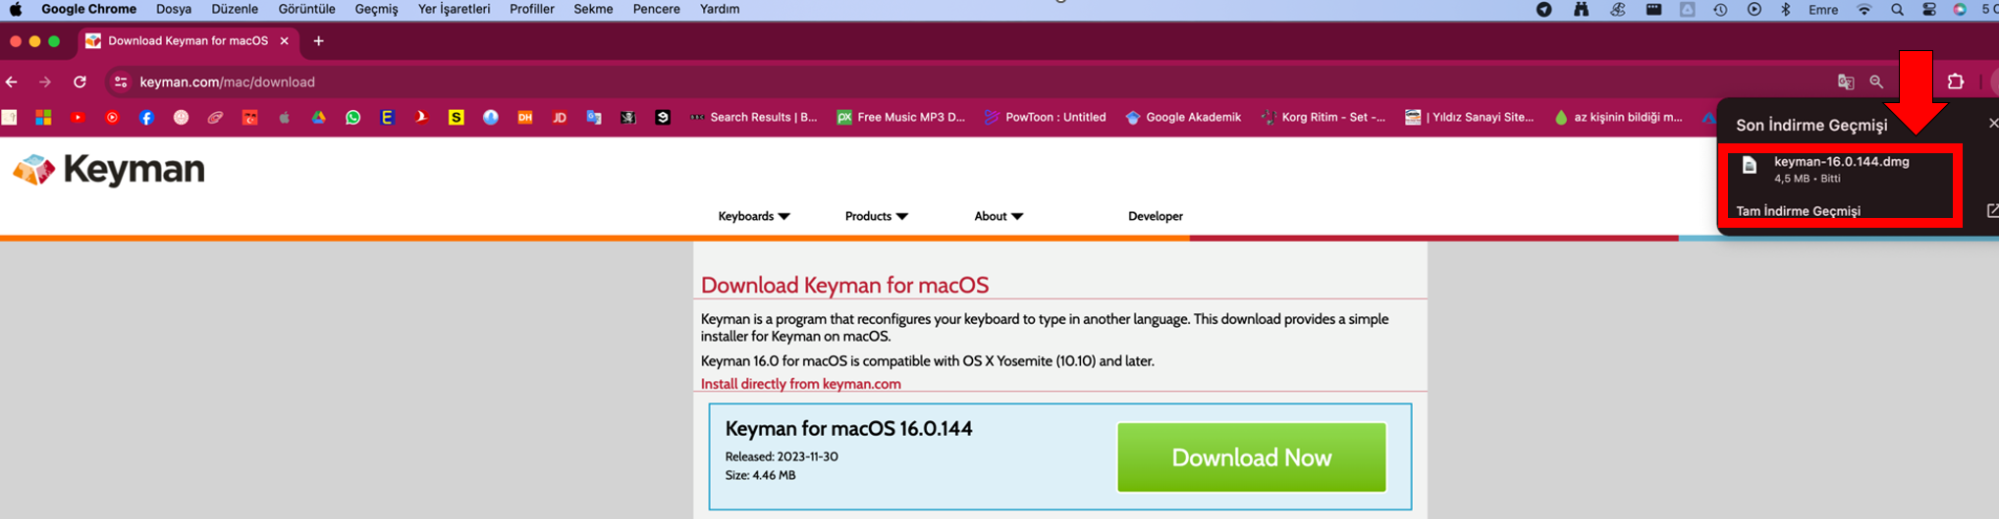 Google Chrome Dosya Düzenle Görüntüle Geçmiş Yer İşaretleri Profiller Sekme Pencere Yardım Emre 5
Download Keyman for macOS
keyman.com/mac/download
DH JD Search Results | B... px Free Music MP3 D... PowToon : Untitled Google Akademik Korg Ritim - Set -... | Yıldız Sanayi Site... az kişinin bildiği m...
Son İndirme Geçmişi
keyman-16.0.144.dmg
4,5 MB • Bitti
Tam İndirme Geçmişi
Keyman
Keyboards Products About Developer
Download Keyman for macOS
Keyman is a program that reconfigures your keyboard to type in another language. This download provides a simple
installer for Keyman on macOS.
Keyman 16.0 for macOS is compatible with OS X Yosemite (10.10) and later.
Install directly from keyman.com
Keyman for macOS 16.0.144
Released: 2023-11-30
Size: 4.46 MB
Download Now